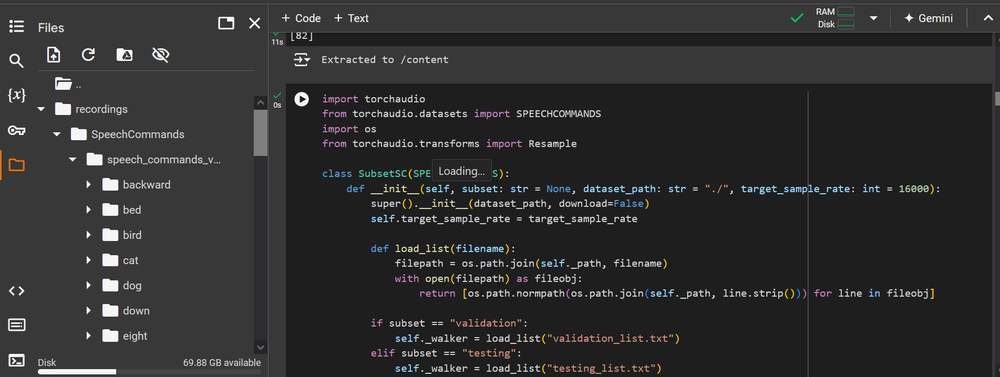 Files
..
recordings
SpeechCommands
speech_commands_v...
backward
bed
bird
cat
dog
down
eight
Disk
69.88 GB available
+ Code + Text
RAM
Disk
Gemini
[82]
11s
Extracted to /content
0s
import torchaudio
from torchaudio.datasets import SPEECHCOMMANDS
import os
from torchaudio.transforms import Resample
class SubsetSC(SPE
Loading...
S):
def __init__(self, subset: str = None, dataset_path: str = "./", target_sample_rate: int = 16000):
super().__init__(dataset_path, download=False)
self.target_sample_rate = target_sample_rate
def load_list(filename):
filepath = os.path.join(self._path, filename)
with open(filepath) as fileobj:
return [os.path.normpath(os.path.join(self._path, line.strip())) for line in fileobj]
if subset == "validation":
self._walker = load_list("validation_list.txt")
elif subset == "testing":
self._walker = load_list("testing_list.txt")